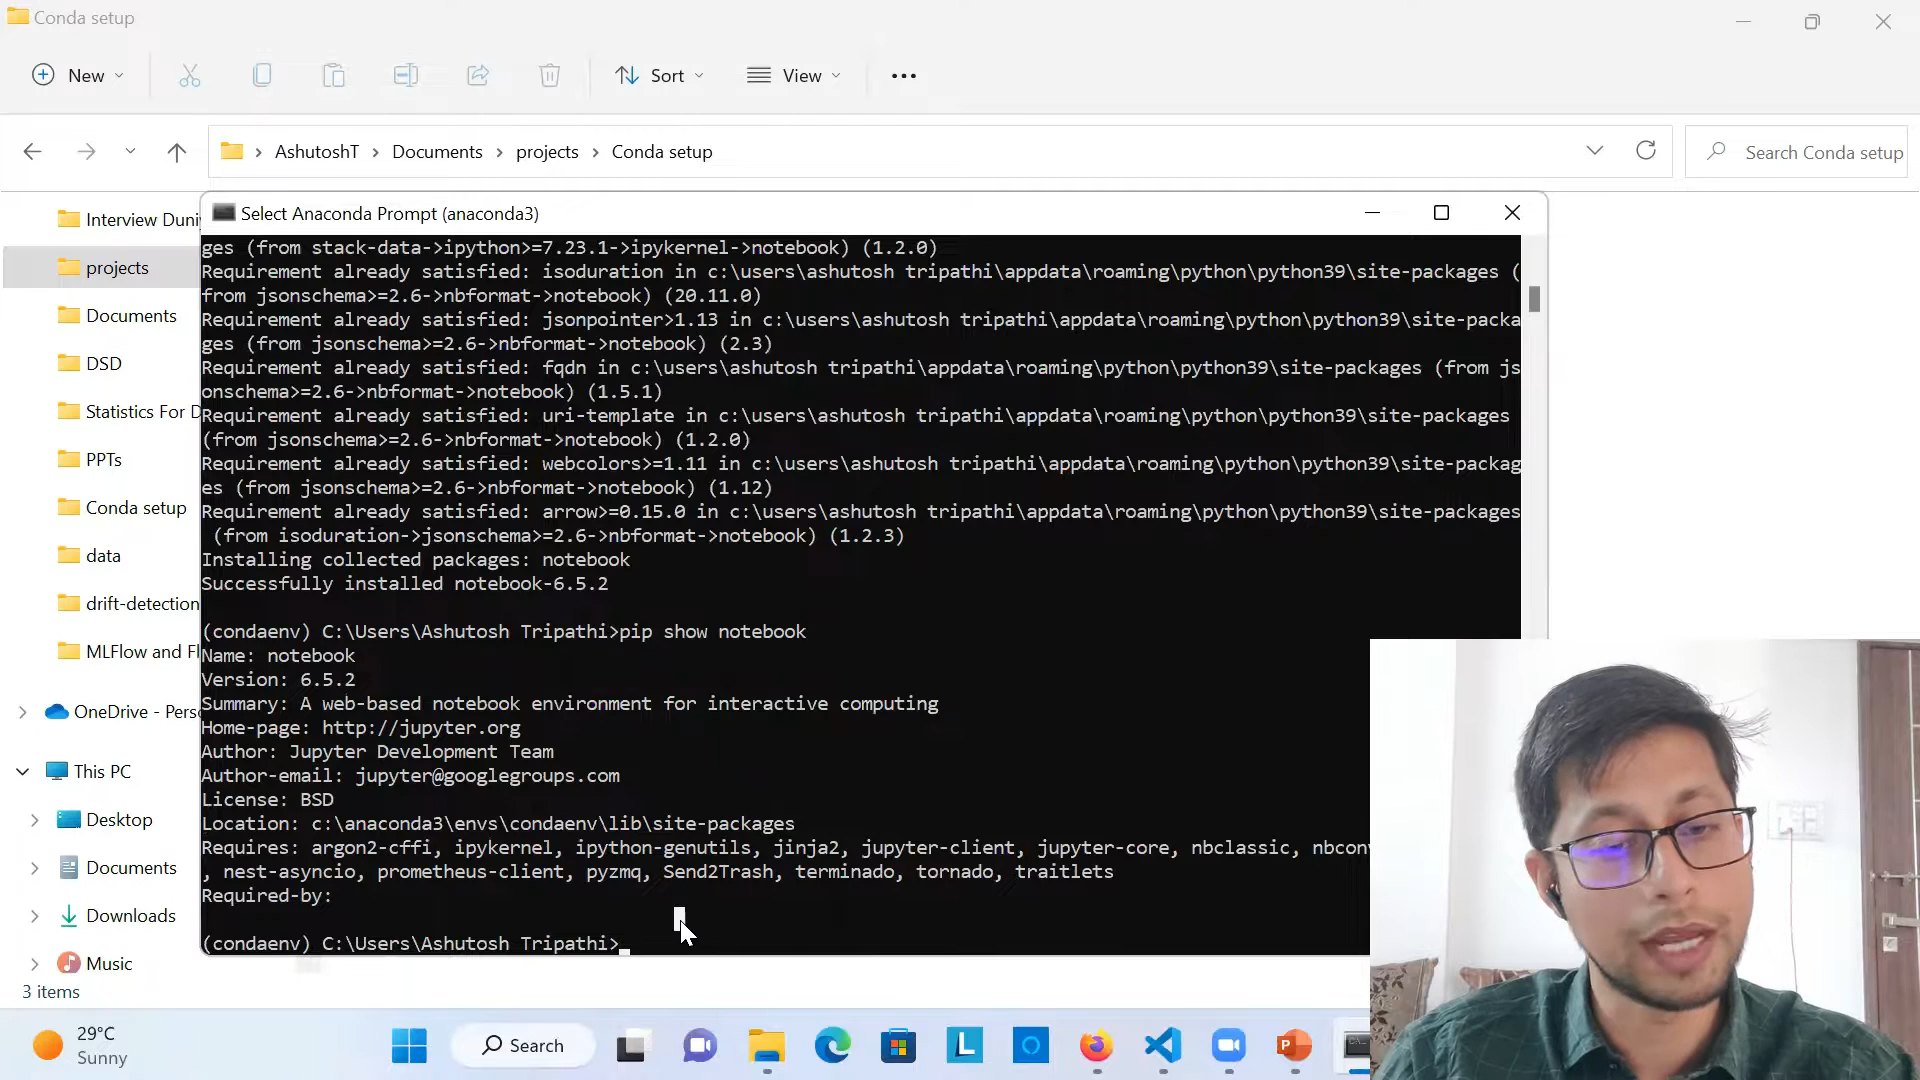 Conda setup
New
Sort
View
AshutoshT > Documents > projects > Conda setup
Search Conda setup
Interview Duni
projects
Documents
DSD
Statistics For D
PPTs
Conda setup
data
drift-detection
MLFlow and Fl
OneDrive - Perso
This PC
Desktop
Documents
Downloads
Music
3 items
Select Anaconda Prompt (anaconda3)
ges (from stack-data->ipython>=7.23.1->ipykernel->notebook) (1.2.0)
Requirement already satisfied: isoduration in c:\users\ashutosh tripathi\appdata\roaming\python\python39\site-packages (
from jsonschema>=2.6->nbformat->notebook) (20.11.0)
Requirement already satisfied: jsonpointer>1.13 in c:\users\ashutosh tripathi\appdata\roaming\python\python39\site-packa
ges (from jsonschema>=2.6->nbformat->notebook) (2.3)
Requirement already satisfied: fqdn in c:\users\ashutosh tripathi\appdata\roaming\python\python39\site-packages (from js
onschema>=2.6->nbformat->notebook) (1.5.1)
Requirement already satisfied: uri-template in c:\users\ashutosh tripathi\appdata\roaming\python\python39\site-packages
(from jsonschema>=2.6->nbformat->notebook) (1.2.0)
Requirement already satisfied: webcolors>=1.11 in c:\users\ashutosh tripathi\appdata\roaming\python\python39\site-packag
es (from jsonschema>=2.6->nbformat->notebook) (1.12)
Requirement already satisfied: arrow>=0.15.0 in c:\users\ashutosh tripathi\appdata\roaming\python\python39\site-packages
(from isoduration->jsonschema>=2.6->nbformat->notebook) (1.2.3)
Installing collected packages: notebook
Successfully installed notebook-6.5.2
(condaenv) C:\Users\Ashutosh Tripathi>pip show notebook
Name: notebook
Version: 6.5.2
Summary: A web-based notebook environment for interactive computing
Home-page: http://jupyter.org
Author: Jupyter Development Team
Author-email: jupyter@googlegroups.com
License: BSD
Location: c:\anaconda3\envs\condaenv\lib\site-packages
Requires: argon2-cffi, ipykernel, ipython-genutils, jinja2, jupyter-client, jupyter-core, nbclassic, nbconv
, nest-asyncio, prometheus-client, pyzmq, Send2Trash, terminado, tornado, traitlets
Required-by:
(condaenv) C:\Users\Ashutosh Tripathi>
29°C
Sunny
Search